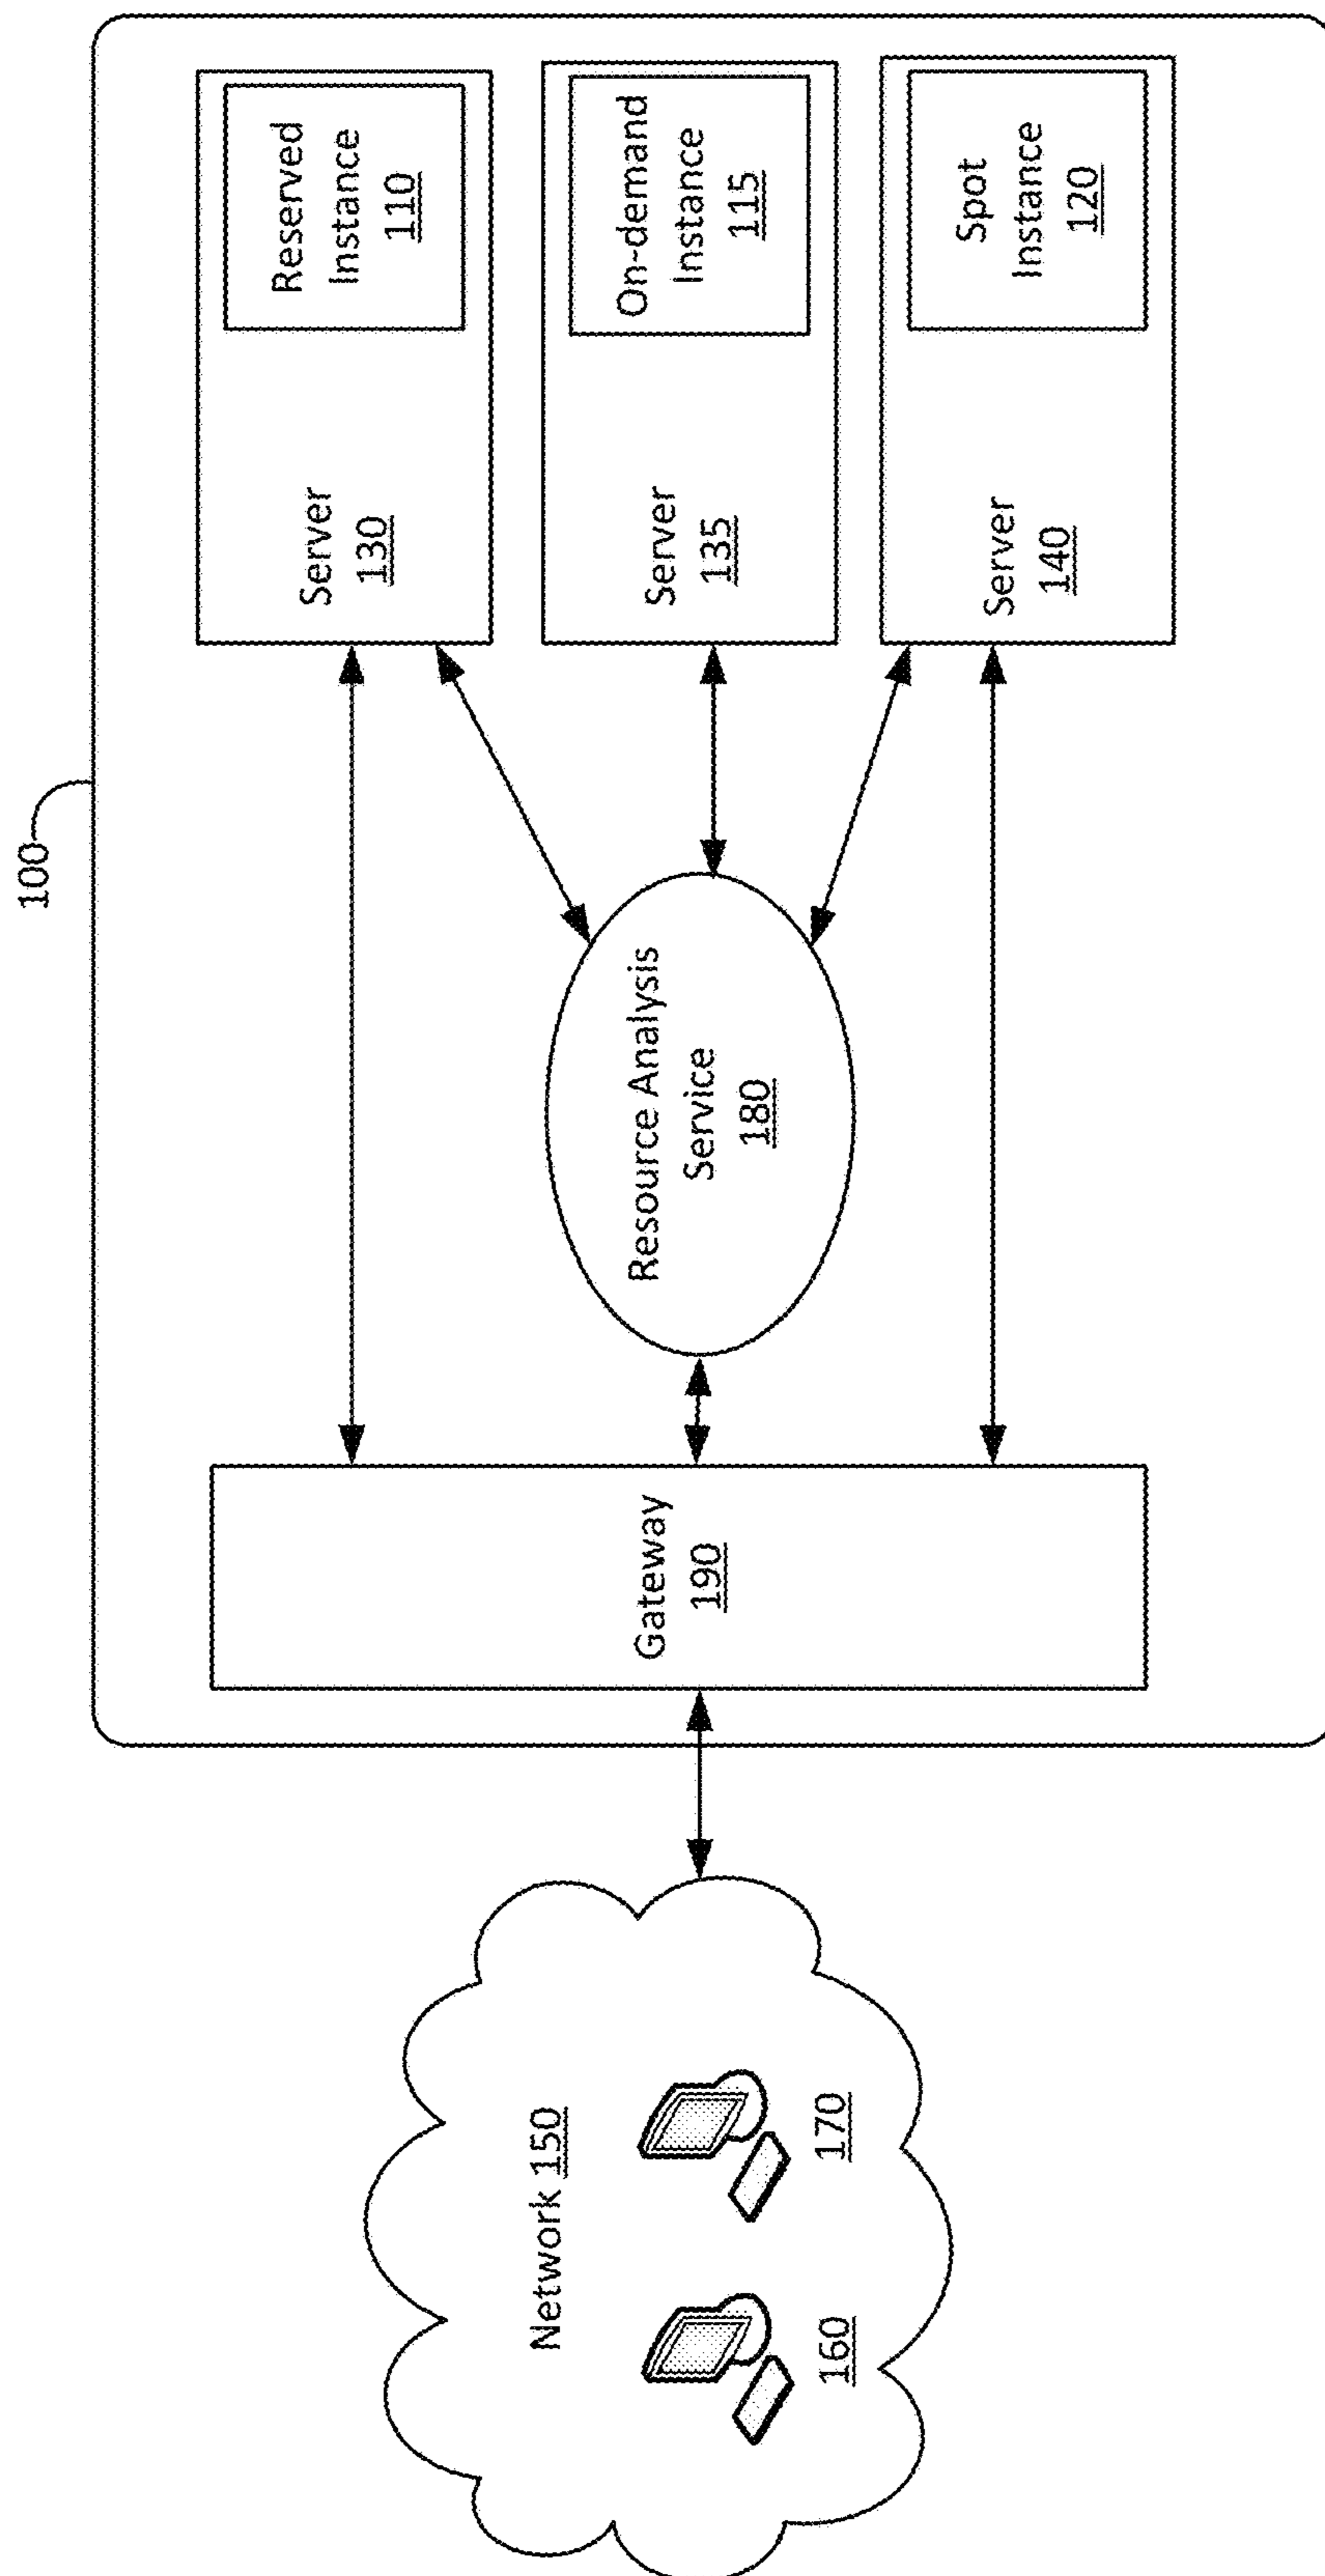 100
Reserved
Instance
110
Server
130
On-demand
Instance
115
Server
135
Spot
Instance
120
Server
140
Resource Analysis
Service
180
Gateway
190
Network 150
160
170